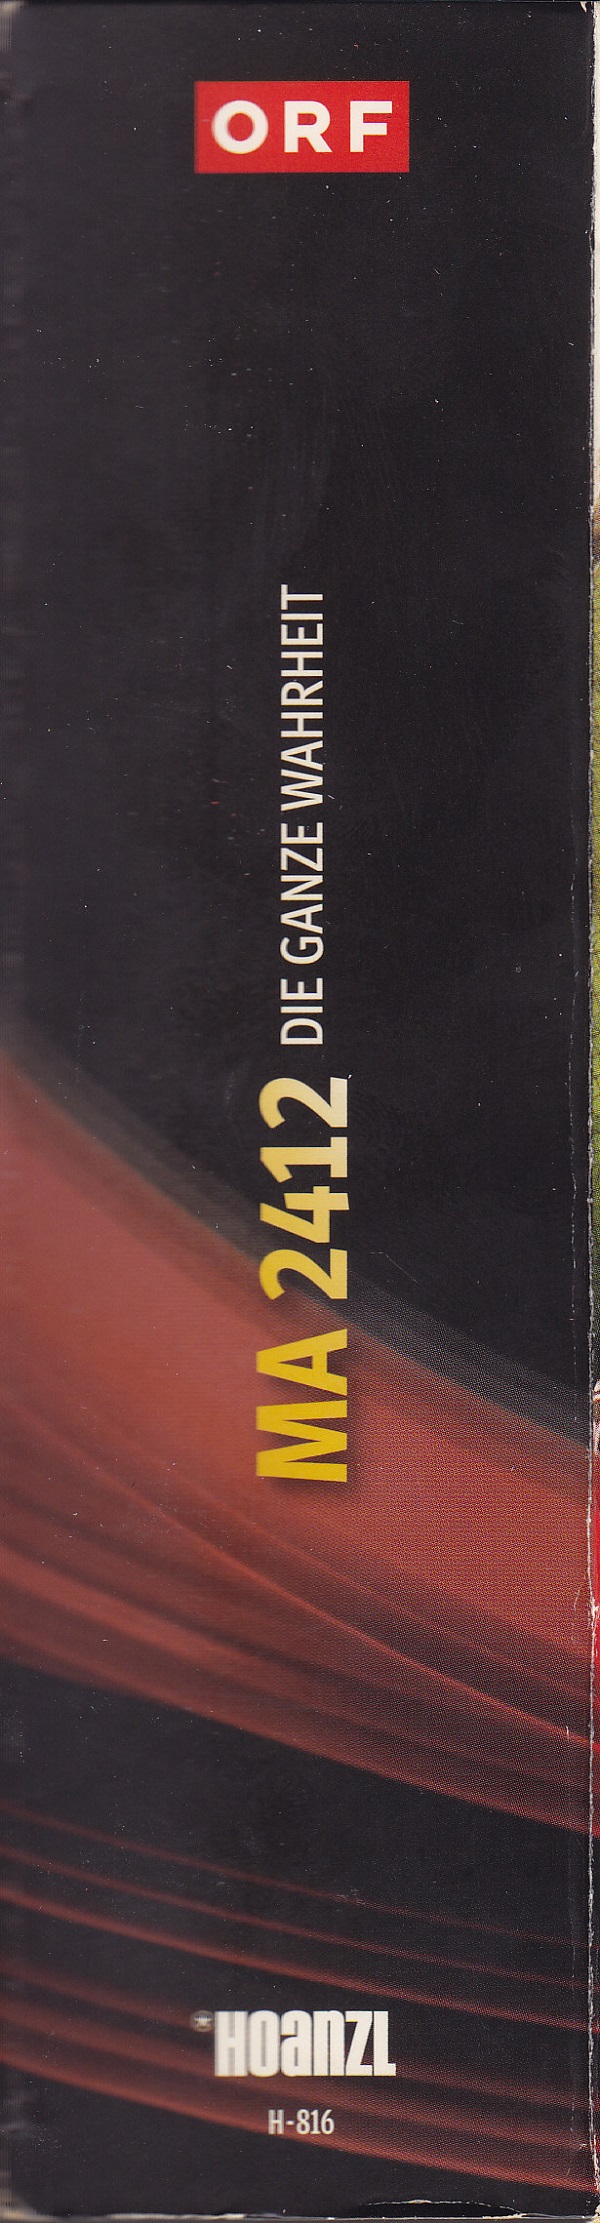 ORF
MA 2412 DIE GANZE WAHRHEIT
HOANZL
H-816